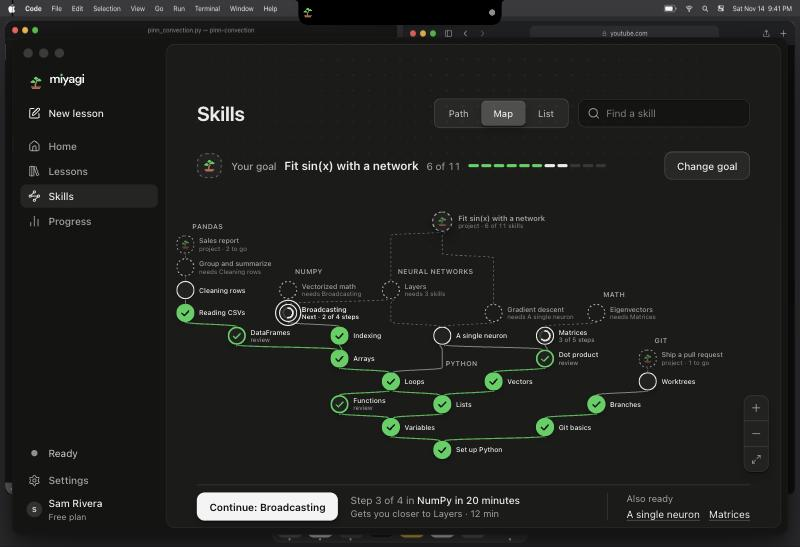 Code File Edit Selection View Go Run Terminal Window Help
Sat Nov 14 9:41 PM
pinn_convection.py — pinn-convection
youtube.com
miyagi
New lesson
Home
Lessons
Skills
Progress
Ready
Settings
S
Sam Rivera
Free plan
Skills
Path Map List
Find a skill
Your goal Fit sin(x) with a network 6 of 11
Change goal
Fit sin(x) with a network
project · 6 of 11 skills
PANDAS
Sales report
project · 2 to go
Group and summarize
needs Cleaning rows
Cleaning rows
Reading CSVs
DataFrames
review
NUMPY
Vectorized math
needs Broadcasting
Broadcasting
Next · 2 of 4 steps
Indexing
Arrays
NEURAL NETWORKS
Layers
needs 3 skills
Gradient descent
needs A single neuron
A single neuron
MATH
Eigenvectors
needs Matrices
Matrices
3 of 5 steps
Dot product
review
Vectors
GIT
Ship a pull request
project · 1 to go
Worktrees
Branches
Git basics
PYTHON
Loops
Functions
review
Lists
Variables
Set up Python
Continue: Broadcasting
Step 3 of 4 in NumPy in 20 minutes
Gets you closer to Layers · 12 min
Also ready
A single neuron Matrices